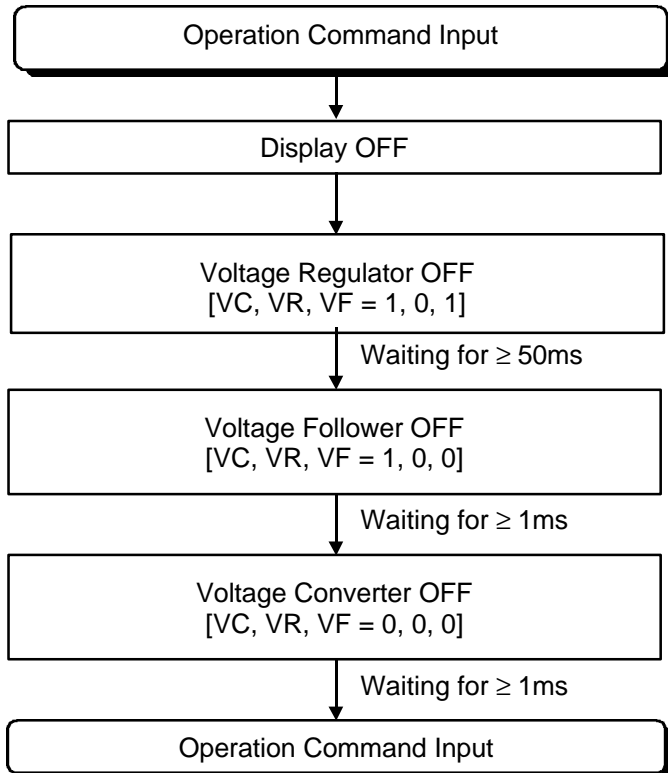 Operation Command Input
Display OFF
Voltage Regulator OFF
[VC, VR, VF = 1, 0, 1]
Waiting for ≥ 50ms
Voltage Follower OFF
[VC, VR, VF = 1, 0, 0]
Waiting for ≥ 1ms
Voltage Converter OFF
[VC, VR, VF = 0, 0, 0]
Waiting for ≥ 1ms
Operation Command Input